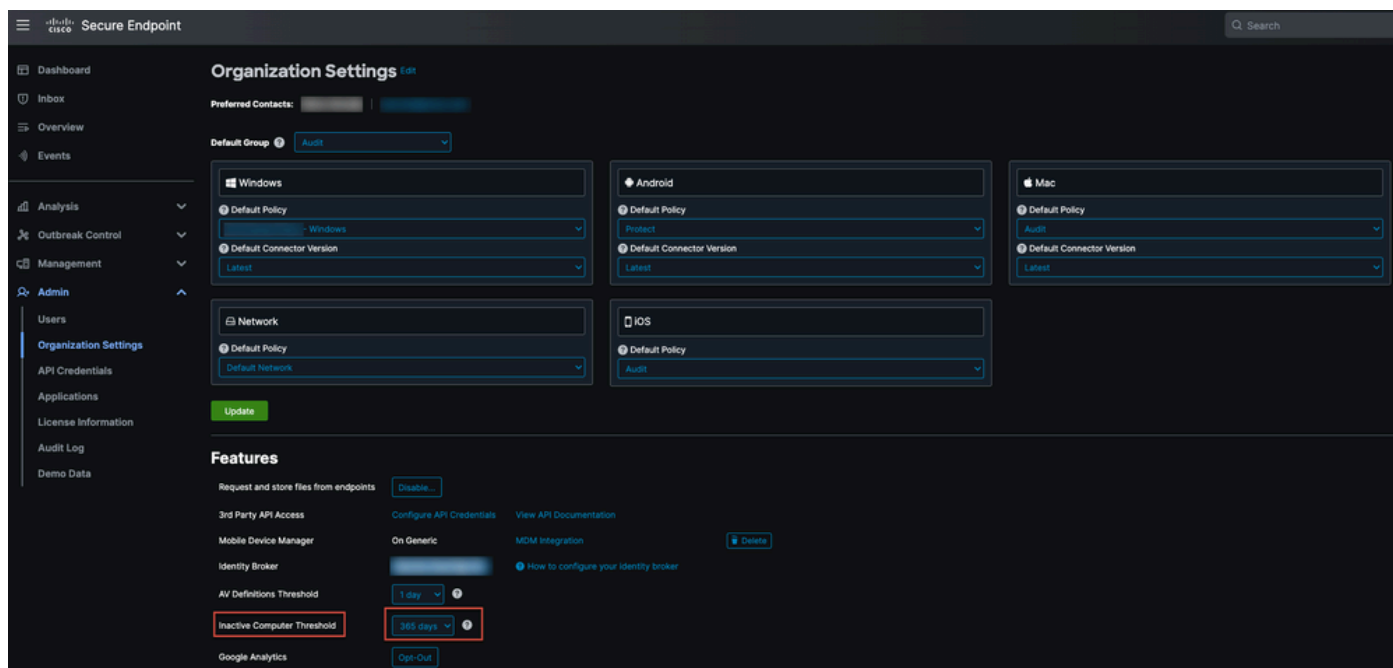 cisco Secure Endpoint
Search
Dashboard
Inbox
Overview
Events
Analysis
Outbreak Control
Management
Admin
Users
Organization Settings
API Credentials
Applications
License Information
Audit Log
Demo Data
Organization Settings Edit
Preferred Contacts:
Default Group ? Audit
Windows
? Default Policy
- Windows
? Default Connector Version
Latest
Android
? Default Policy
Protect
? Default Connector Version
Latest
Mac
? Default Policy
Audit
? Default Connector Version
Latest
Network
? Default Policy
Default Network
iOS
? Default Policy
Audit
Update
Features
Request and store files from endpoints Disable...
3rd Party API Access Configure API Credentials View API Documentation
Mobile Device Manager On Generic MDM Integration Delete
Identity Broker ? How to configure your identity broker
AV Definitions Threshold 1 day ?
Inactive Computer Threshold 365 days ?
Google Analytics Opt-Out